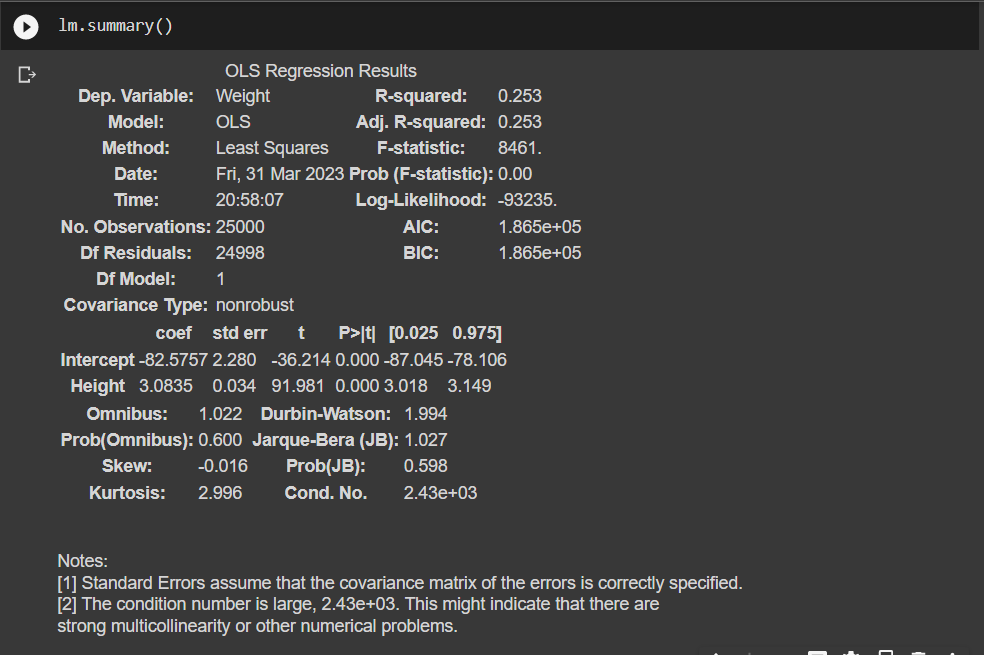 lm.summary()
OLS Regression Results
Dep. Variable: Weight R-squared: 0.253
Model: OLS Adj. R-squared: 0.253
Method: Least Squares F-statistic: 8461.
Date: Fri, 31 Mar 2023 Prob (F-statistic): 0.00
Time: 20:58:07 Log-Likelihood: -93235.
No. Observations: 25000 AIC: 1.865e+05
Df Residuals: 24998 BIC: 1.865e+05
Df Model: 1
Covariance Type: nonrobust
coef std err t P>|t| [0.025 0.975]
Intercept -82.5757 2.280 -36.214 0.000 -87.045 -78.106
Height 3.0835 0.034 91.981 0.000 3.018 3.149
Omnibus: 1.022 Durbin-Watson: 1.994
Prob(Omnibus): 0.600 Jarque-Bera (JB): 1.027
Skew: -0.016 Prob(JB): 0.598
Kurtosis: 2.996 Cond. No. 2.43e+03
Notes:
[1] Standard Errors assume that the covariance matrix of the errors is correctly specified.
[2] The condition number is large, 2.43e+03. This might indicate that there are
strong multicollinearity or other numerical problems.